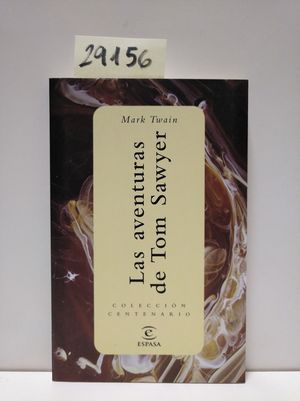 29156
Mark Twain
Las aventuras
de Tom Sawyer
COLECCIÓN
CENTENARIO
ESPASA